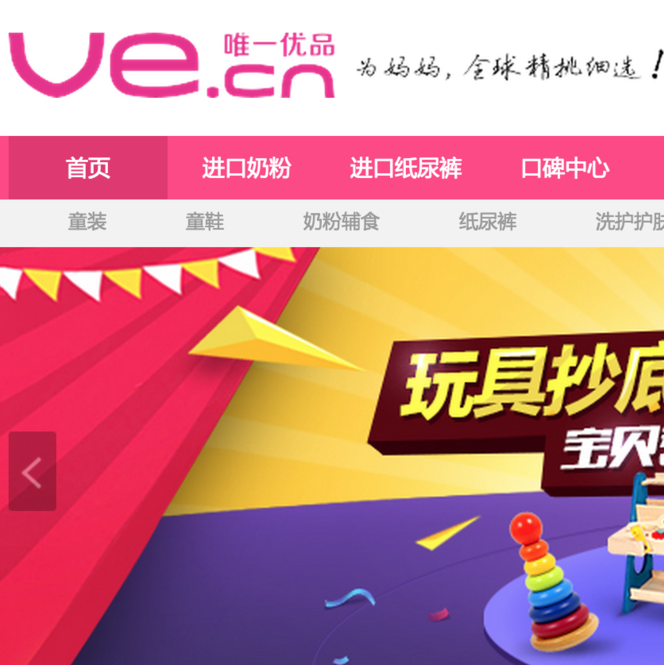 ve.cn 唯一优品
为妈妈,全球精挑细选!
首页 进口奶粉 进口纸尿裤 口碑中心
童装 童鞋 奶粉辅食 纸尿裤 洗护护肤
玩具抄底
宝贝